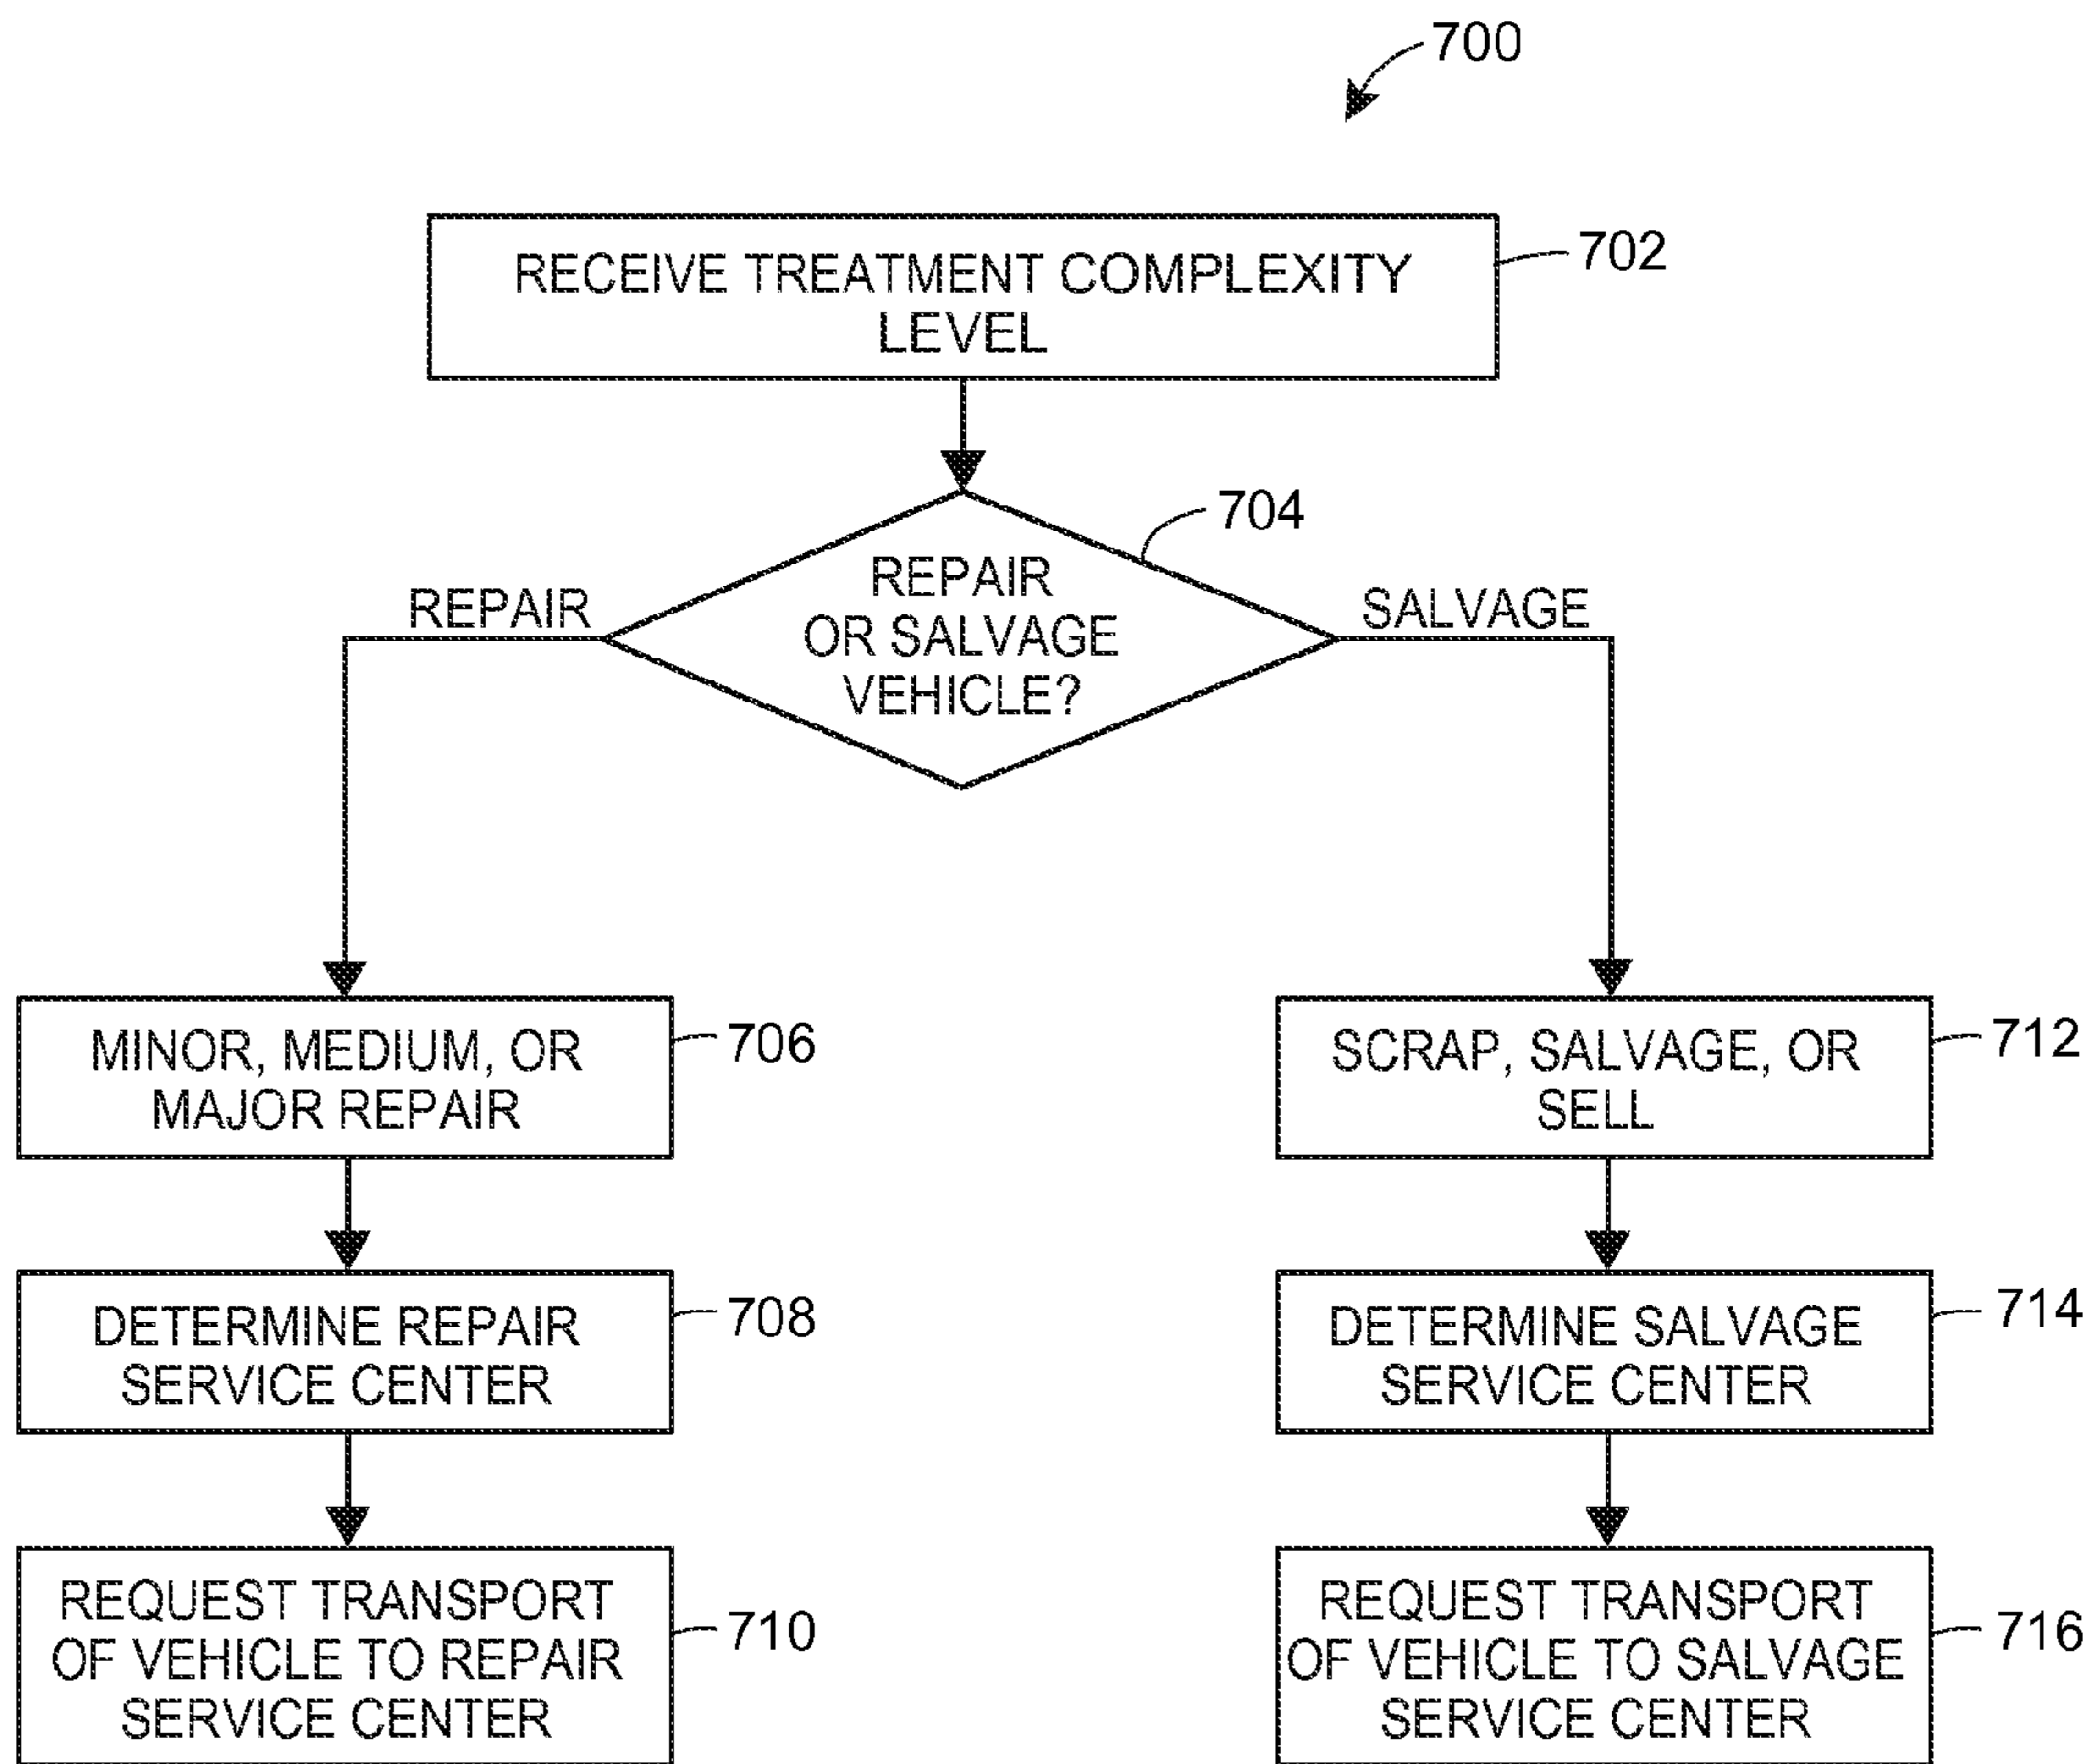 700
RECEIVE TREATMENT COMPLEXITY
LEVEL
702
704
REPAIR
OR SALVAGE
VEHICLE?
REPAIR
SALVAGE
MINOR, MEDIUM, OR
MAJOR REPAIR
706
SCRAP, SALVAGE, OR
SELL
712
DETERMINE REPAIR
SERVICE CENTER
708
DETERMINE SALVAGE
SERVICE CENTER
714
REQUEST TRANSPORT
OF VEHICLE TO REPAIR
SERVICE CENTER
710
REQUEST TRANSPORT
OF VEHICLE TO SALVAGE
SERVICE CENTER
716